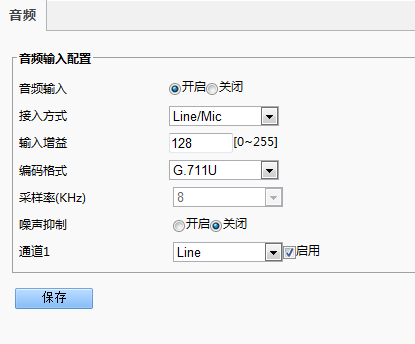 音频
音频输入配置
音频输入 开启 关闭
接入方式 Line/Mic
输入增益 128 [0~255]
编码格式 G.711U
采样率(KHz) 8
噪声抑制 开启 关闭
通道1 Line 启用
保存